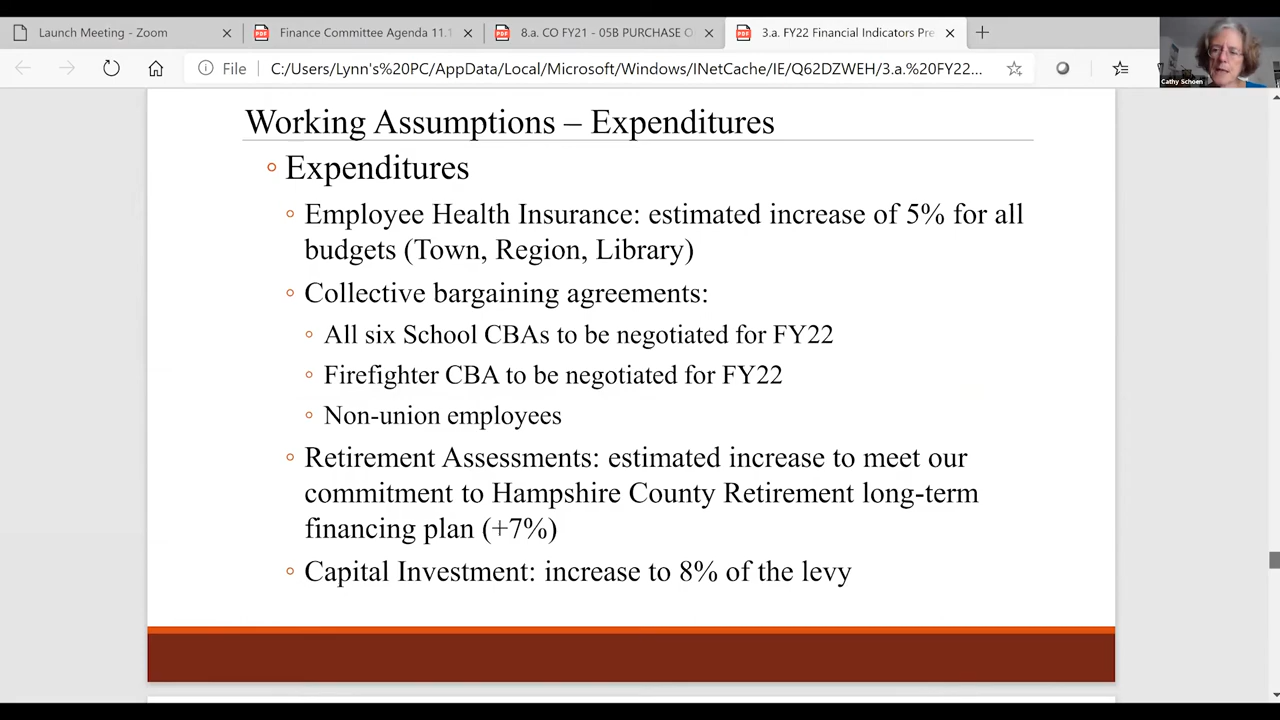 Launch Meeting - Zoom
Finance Committee Agenda 11.1
8.a. CO FY21 - 05B PURCHASE O
3.a. FY22 Financial Indicators Pre
File
C:/Users/Lynn's%20PC/AppData/Local/Microsoft/Windows/INetCache/IE/Q62DZWEH/3.a.%20FY22...
Cathy Schoen
Working Assumptions – Expenditures
Expenditures
Employee Health Insurance: estimated increase of 5% for all
budgets (Town, Region, Library)
Collective bargaining agreements:
All six School CBAs to be negotiated for FY22
Firefighter CBA to be negotiated for FY22
Non-union employees
Retirement Assessments: estimated increase to meet our
commitment to Hampshire County Retirement long-term
financing plan (+7%)
Capital Investment: increase to 8% of the levy